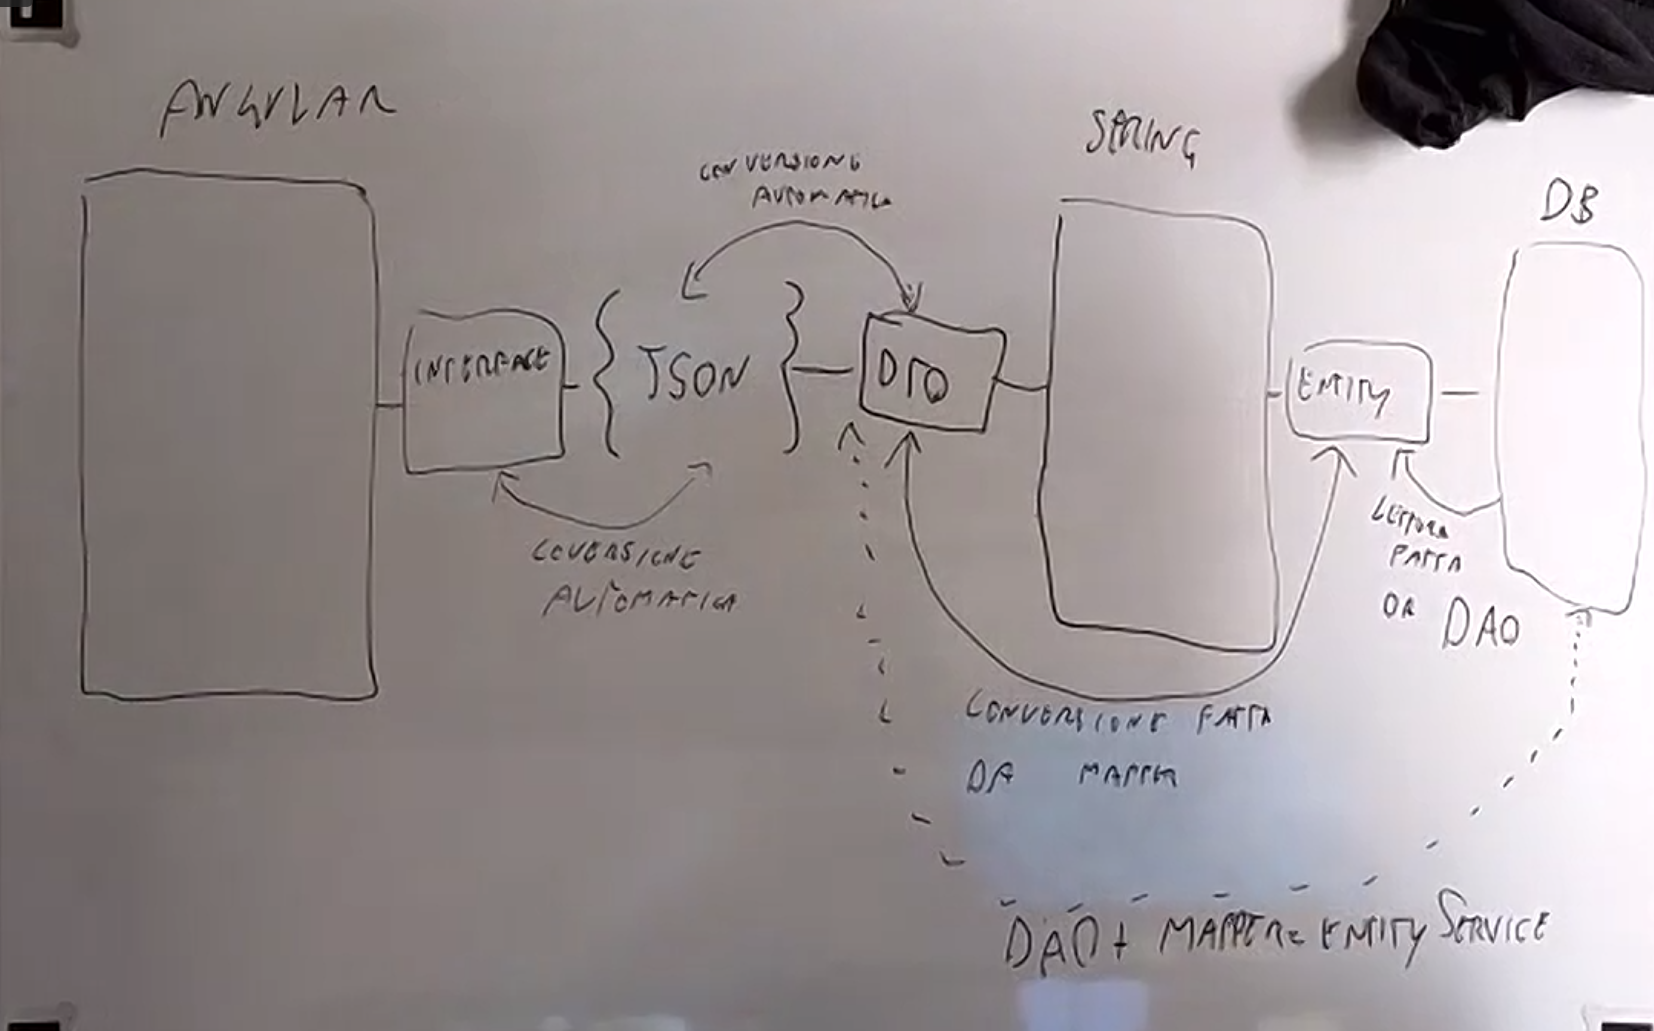 ANGULAR
SPRING
DB
CONVERSIONE
AUTOMATICA
INTERFACE
{ JSON }
DTO
ENTITY
COVERSIONE
AUTOMATICA
LETTURA
FATTA
DA DAO
CONVERSIONE FATTA
DA MAPPER
DAO + MAPPER = ENTITY SERVICE